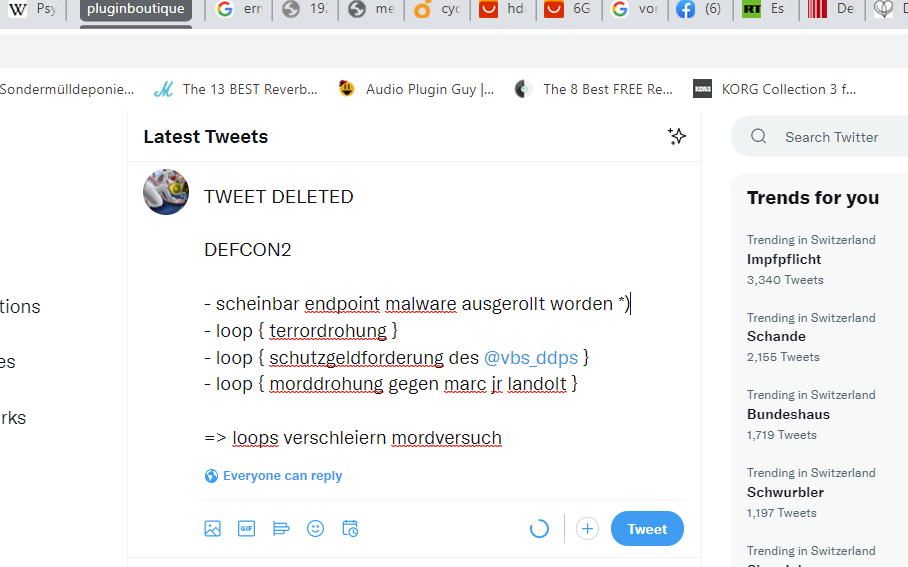 Psy
pluginboutique
err
192
me
cyc
hd
6G
vor
(6)
RT
Es
De
Sondermülldeponie...
The 13 BEST Reverb...
Audio Plugin Guy |...
The 8 Best FREE Re...
KORG
KORG Collection 3 f...
Latest Tweets
Search Twitter
TWEET DELETED
DEFCON2
- scheinbar endpoint malware ausgerollt worden *)
- loop { terrordrohung }
- loop { schutzgeldforderung des @vbs_ddps }
- loop { morddrohung gegen marc jr landolt }
=> loops verschleiern mordversuch
Everyone can reply
GIF
Tweet
tions
es
rks
Trends for you
Trending in Switzerland
Impfpflicht
3,340 Tweets
Trending in Switzerland
Schande
2,155 Tweets
Trending in Switzerland
Bundeshaus
1,719 Tweets
Trending in Switzerland
Schwurbler
1,197 Tweets
Trending in Switzerland